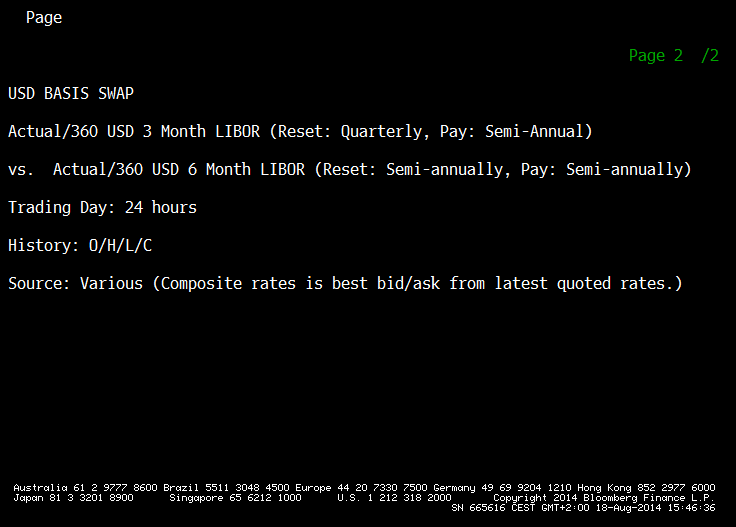 Page
Page 2 /2
USD BASIS SWAP
Actual/360 USD 3 Month LIBOR (Reset: Quarterly, Pay: Semi-Annual)
vs. Actual/360 USD 6 Month LIBOR (Reset: Semi-annually, Pay: Semi-annually)
Trading Day: 24 hours
History: O/H/L/C
Source: Various (Composite rates is best bid/ask from latest quoted rates.)
Australia 61 2 9777 8600 Brazil 5511 3048 4500 Europe 44 20 7330 7500 Germany 49 69 9204 1210 Hong Kong 852 2977 6000
Japan 81 3 3201 8900 Singapore 65 6212 1000 U.S. 1 212 318 2000 Copyright 2014 Bloomberg Finance L.P.
SN 665616 CEST GMT+2:00 18-Aug-2014 15:46:36